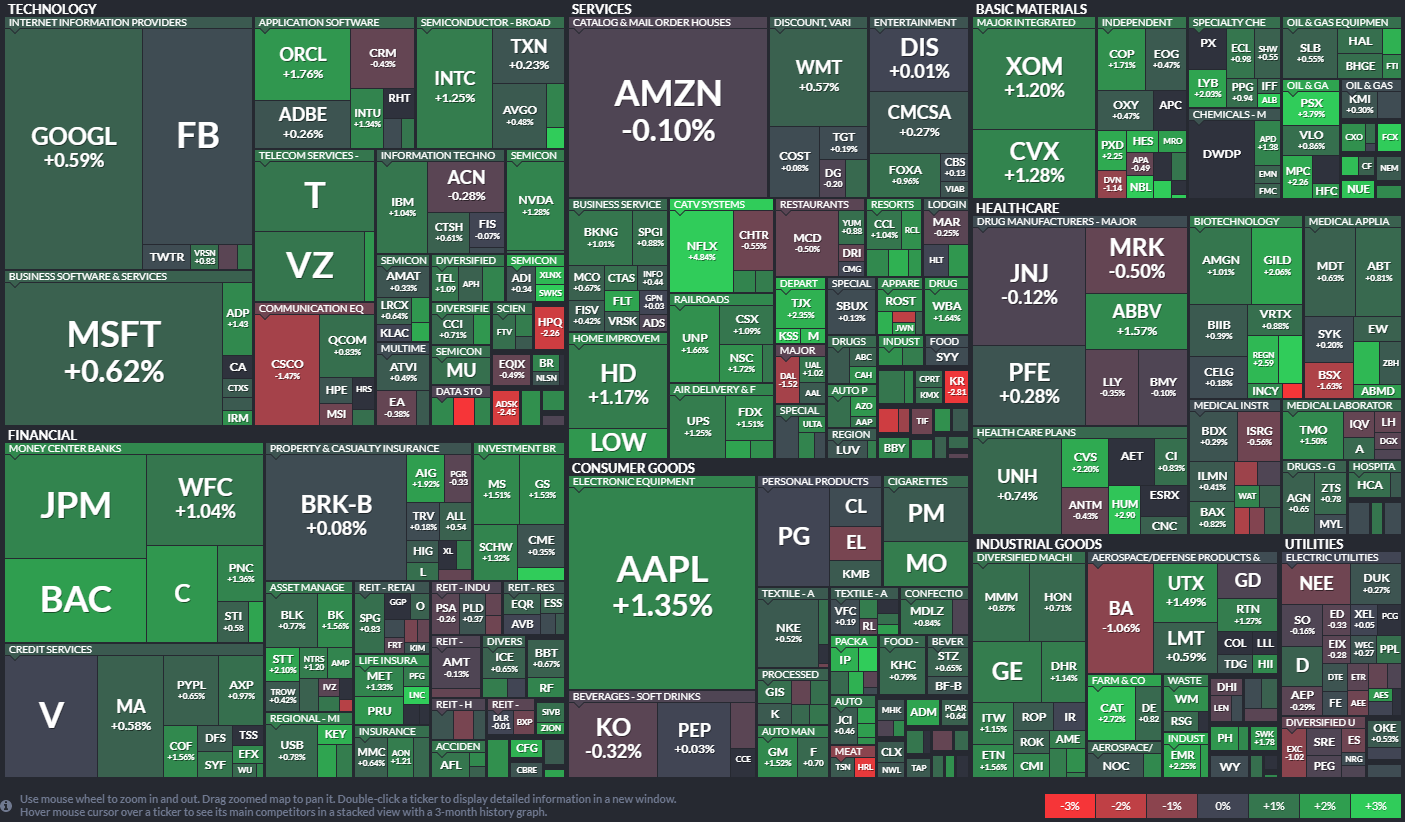 TECHNOLOGY
INTERNET INFORMATION PROVIDERS
GOOGL
+0.59%
FB
TWTR
VRSN
+0.83
APPLICATION SOFTWARE
ORCL
+1.76%
CRM
-0.43%
ADBE
+0.26%
INTU
+1.34%
RHT
SEMICONDUCTOR - BROAD
INTC
+1.25%
TXN
+0.23%
AVGO
+0.48%
TELECOM SERVICES -
T
VZ
INFORMATION TECHNO
IBM
+1.04%
ACN
-0.28%
CTSH
+0.61%
FIS
-0.07%
SEMICON
NVDA
+1.28%
BUSINESS SOFTWARE & SERVICES
MSFT
+0.62%
ADP
+1.43
CA
CTXS
IRM
COMMUNICATION EQ
CSCO
-1.47%
QCOM
+0.83%
HPE
HRS
MSI
SEMICON
AMAT
+0.33%
LRCX
+0.64%
KLAC
DIVERSIFIED
TEL
+1.09
APH
SEMICON
ADI
+0.34
XLNX
SWKS
DIVERSIFIE
CCI
+0.71%
SCIEN
FTV
HPQ
-2.26
MULTIME
ATVI
+0.49%
EA
-0.38%
SEMICON
MU
EQIX
-0.49%
BR
NLSN
DATA STO
ADSK
-2.45
SERVICES
CATALOG & MAIL ORDER HOUSES
AMZN
-0.10%
DISCOUNT, VARI
WMT
+0.57%
COST
+0.08%
TGT
+0.19%
DG
-0.20
ENTERTAINMENT
DIS
+0.01%
CMCSA
+0.27%
FOXA
+0.96%
CBS
+0.13
VIAB
BUSINESS SERVICE
BKNG
+1.01%
SPGI
+0.88%
MCO
+0.67%
CTAS
INFO
+0.44
FLT
GPN
+0.03
FISV
+0.42%
VRSK
ADS
CATV SYSTEMS
NFLX
+4.84%
CHTR
-0.55%
RESTAURANTS
MCD
-0.50%
YUM
+0.88
DRI
CMG
RESORTS
CCL
+1.04%
RCL
LODGIN
MAR
-0.25%
HLT
HOME IMPROVEM
HD
+1.17%
LOW
RAILROADS
UNP
+1.66%
CSX
+1.09%
NSC
+1.72%
AIR DELIVERY & F
UPS
+1.25%
FDX
+1.51%
DEPART
TJX
+2.35%
KSS
M
SPECIAL
SBUX
+0.13%
APPARE
ROST
JWN
DRUG
WBA
+1.64%
MAJOR
DAL
-1.52
UAL
+1.02
AAL
DRUGS
ABC
CAH
INDUST
FOOD
SYY
CPRT
KMX
KR
-2.81
SPECIAL
ULTA
AUTO P
AZO
AAP
TIF
REGION
LUV
BBY
BASIC MATERIALS
MAJOR INTEGRATED
XOM
+1.20%
CVX
+1.28%
INDEPENDENT
COP
+1.71%
EOG
+0.47%
OXY
+0.47%
APC
PXD
+2.25
HES
MRO
APA
-0.49
DVN
-1.14
NBL
SPECIALTY CHE
PX
ECL
+0.98
SHW
+0.55
LYB
+2.03%
PPG
+0.94
IFF
ALB
CHEMICALS - M
DWDP
APD
+1.38
EMN
FMC
OIL & GAS EQUIPMEN
SLB
+0.55%
HAL
BHGE
FTI
OIL & GA
PSX
+3.79%
VLO
+0.86%
MPC
+2.26
HFC
OIL & GAS
KMI
+0.30%
CXO
FCX
CF
NEM
NUE
HEALTHCARE
DRUG MANUFACTURERS - MAJOR
JNJ
-0.12%
PFE
+0.28%
MRK
-0.50%
ABBV
+1.57%
LLY
-0.35%
BMY
-0.10%
BIOTECHNOLOGY
AMGN
+1.01%
GILD
+2.06%
BIIB
+0.39%
VRTX
+0.88%
CELG
+0.18%
REGN
+2.59
INCY
MEDICAL APPLIA
MDT
+0.63%
ABT
+0.81%
SYK
+0.20%
EW
BSX
-1.63%
ZBH
ABMD
HEALTH CARE PLANS
UNH
+0.74%
CVS
+2.20%
AET
CI
+0.83%
ANTM
-0.43%
HUM
+2.90
ESRX
CNC
MEDICAL INSTR
BDX
+0.29%
ISRG
-0.56%
ILMN
+0.41%
WAT
BAX
+0.82%
MEDICAL LABORATOR
TMO
+1.50%
IQV
LH
A
DGX
DRUGS - G
AGN
+0.65
ZTS
+0.78
MYL
HOSPITA
HCA
FINANCIAL
MONEY CENTER BANKS
JPM
WFC
+1.04%
BAC
C
PNC
+1.36%
STI
+0.58
PROPERTY & CASUALTY INSURANCE
BRK-B
+0.08%
AIG
+1.92%
PGR
-0.33
TRV
+0.18%
ALL
+0.54
HIG
XL
L
INVESTMENT BR
MS
+1.51%
GS
+1.53%
SCHW
+1.32%
CME
+0.35%
CREDIT SERVICES
V
MA
+0.58%
PYPL
+0.65%
AXP
+0.97%
COF
+1.56%
DFS
TSS
SYF
EFX
WU
ASSET MANAGE
BLK
+0.77%
BK
+1.56%
STT
+2.10%
NTRS
+1.20
AMP
TROW
+0.42%
IVZ
REGIONAL - MI
USB
+0.78%
KEY
REIT - RETAI
SPG
+0.83
GGP
O
FRT
KIM
REIT - INDU
PSA
-0.26
PLD
+0.37
REIT - RES
EQR
ESS
AVB
LIFE INSURA
MET
+1.33%
PFG
LNC
PRU
REIT -
AMT
-0.13%
DIVERS
ICE
+0.65%
BBT
+0.67%
RF
INSURANCE
MMC
+0.64%
AON
+1.21
REIT - H
REIT -
DLR
-0.01
BXP
SIVB
ZION
ACCIDEN
AFL
CFG
CBRE
CONSUMER GOODS
ELECTRONIC EQUIPMENT
AAPL
+1.35%
PERSONAL PRODUCTS
PG
CL
EL
KMB
CIGARETTES
PM
MO
BEVERAGES - SOFT DRINKS
KO
-0.32%
PEP
+0.03%
CCE
TEXTILE - A
NKE
+0.52%
TEXTILE - A
VFC
+0.19
RL
CONFECTIO
MDLZ
+0.84%
PACKA
IP
FOOD -
KHC
+0.79%
BEVER
STZ
+0.65%
BF-B
PROCESSED
GIS
K
AUTO
JCI
+0.46
MHK
ADM
PCAR
+0.64
AUTO MAN
GM
+1.52%
F
+0.70
MEAT
TSN
HRL
CLX
NWL
TAP
INDUSTRIAL GOODS
DIVERSIFIED MACHI
MMM
+0.87%
HON
+0.71%
GE
DHR
+1.14%
ITW
+1.15%
ROP
IR
ROK
AME
ETN
+1.56%
CMI
AEROSPACE/DEFENSE PRODUCTS &
BA
-1.06%
UTX
+1.49%
GD
LMT
+0.59%
RTN
+1.27%
COL
LLL
TDG
HII
FARM & CO
CAT
+2.72%
DE
+0.82
WASTE
WM
RSG
DHI
LEN
AEROSPACE/
NOC
INDUST
EMR
+2.25%
PH
SWK
+1.78
WY
UTILITIES
ELECTRIC UTILITIES
NEE
DUK
+0.27%
SO
-0.16%
ED
-0.33
XEL
+0.05
PCG
EIX
-0.28
WEC
+0.27
PPL
D
DTE
ETR
AEP
-0.29%
FE
AEE
AES
DIVERSIFIED U
EXC
-1.02
SRE
ES
PEG
NRG
OKE
+0.53%
Use mouse wheel to zoom in and out. Drag zoomed map to pan it. Double-click a ticker to display detailed information in a new window.
Hover mouse cursor over a ticker to see its main competitors in a stacked view with a 3-month history graph.
-3%
-2%
-1%
0%
+1%
+2%
+3%